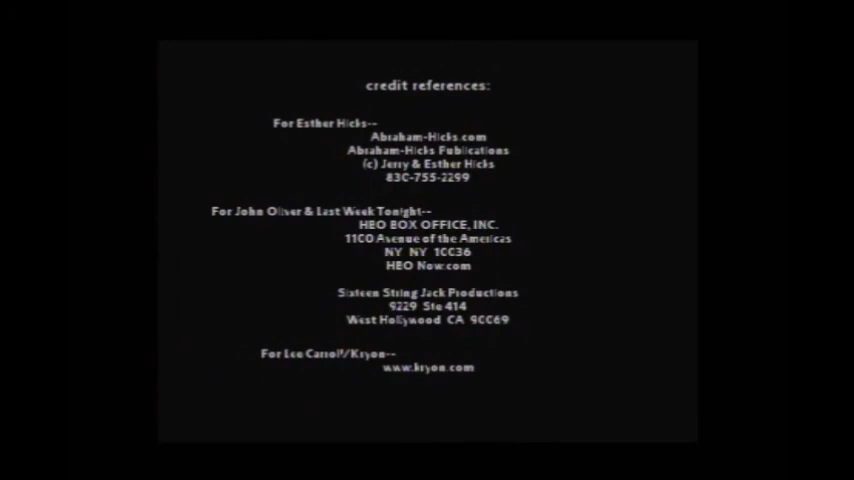 credit references:
For Esther Hicks--
Abraham-Hicks.com
Abraham-Hicks Publications
(c) Jerry & Esther Hicks
830-755-2299
For John Oliver & Last Week Tonight--
HBO BOX OFFICE, INC.
1100 Avenue of the Americas
NY NY 10036
HBO Now.com
Sixteen String Jack Productions
9229 Ste 414
West Hollywood CA 90069
For Lee Carroll/Kryon--
www.kryon.com